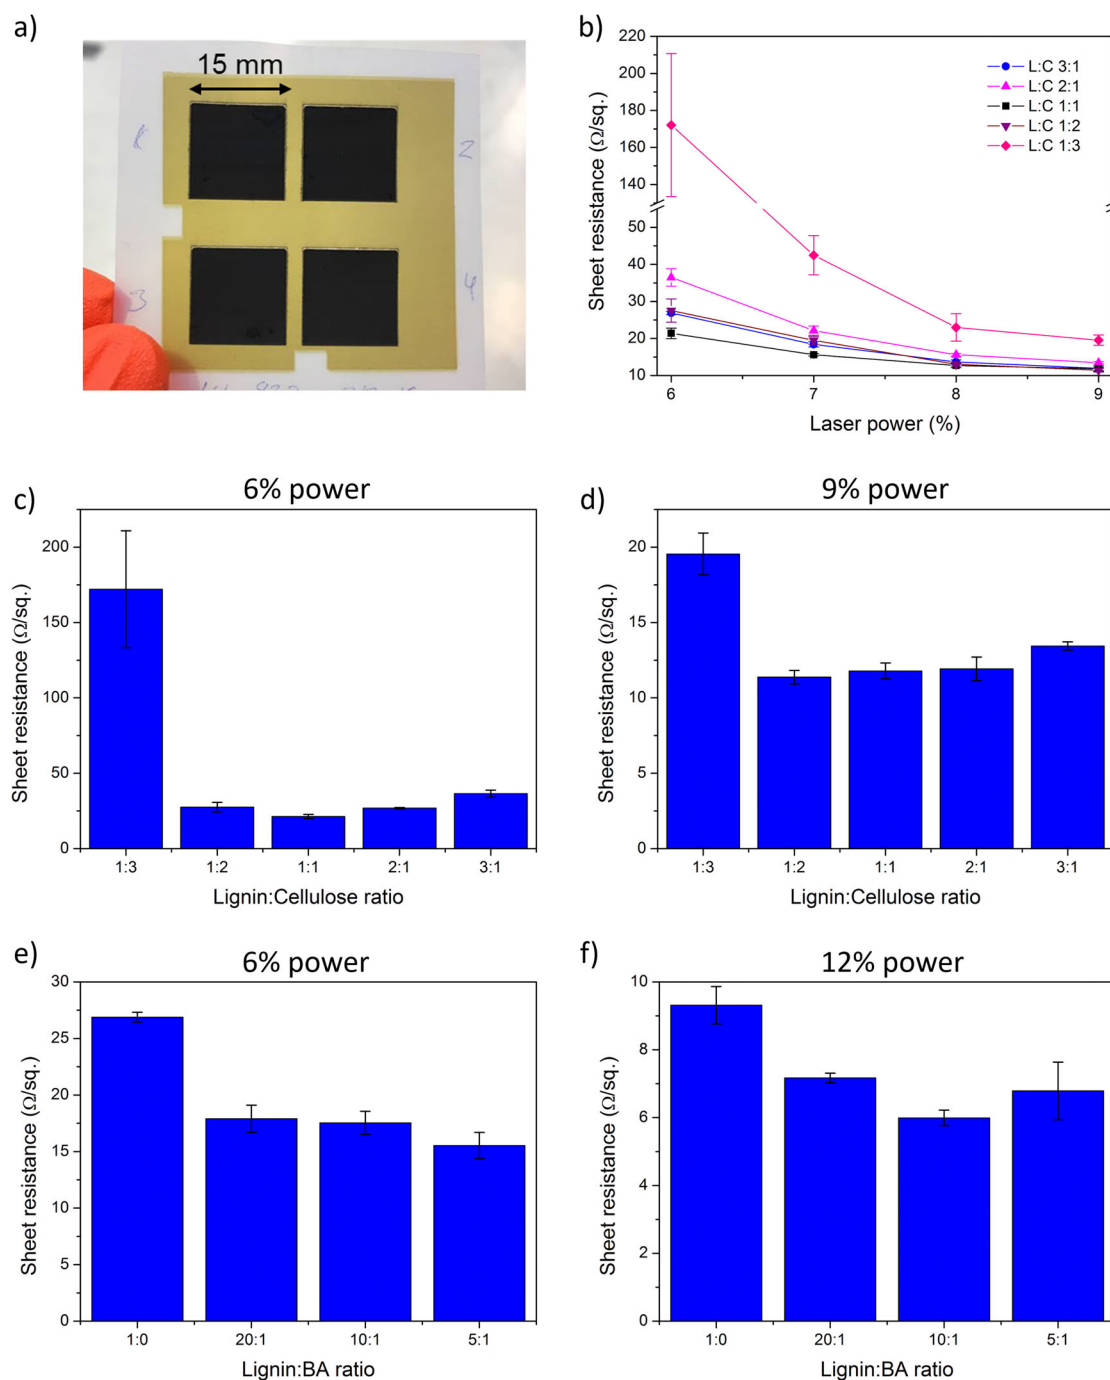 a)
15 mm
2
3
4
b)
220
200
180
160
140
50
40
30
20
10
Sheet resistance (Ω/sq.)
L:C 3:1
L:C 2:1
L:C 1:1
L:C 1:2
L:C 1:3
6 7 8 9
Laser power (%)
c)
6% power
200
150
100
50
0
Sheet resistance (Ω/sq.)
1:3 1:2 1:1 2:1 3:1
Lignin:Cellulose ratio
d)
9% power
20
15
10
5
0
Sheet resistance (Ω/sq.)
1:3 1:2 1:1 2:1 3:1
Lignin:Cellulose ratio
e)
6% power
30
25
20
15
10
5
0
Sheet resistance (Ω/sq.)
1:0 20:1 10:1 5:1
Lignin:BA ratio
f)
12% power
10
8
6
4
2
0
Sheet resistance (Ω/sq.)
1:0 20:1 10:1 5:1
Lignin:BA ratio